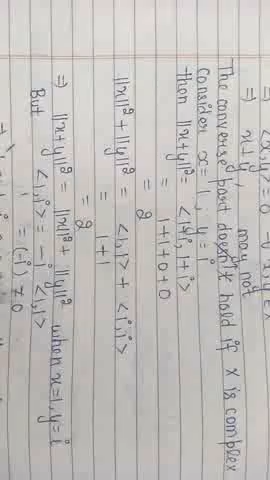 ⇒ <x,y> = 0 ∀ x,y ∈ X
⇒ x ⊥ y
may not
The converse part doesn't hold if X is complex
Consider x = 1, y = i
then ||x+y||² = <1+i, 1+i>
= 1+1+0+0
= 2
||x||² + ||y||² = <1,1> + <i,i>
= 1+1
= 2
⇒ ||x+y||² = ||x||² + ||y||² when x=1, y=i
But <1,i> = -i <1,1>
= (-i) ≠ 0